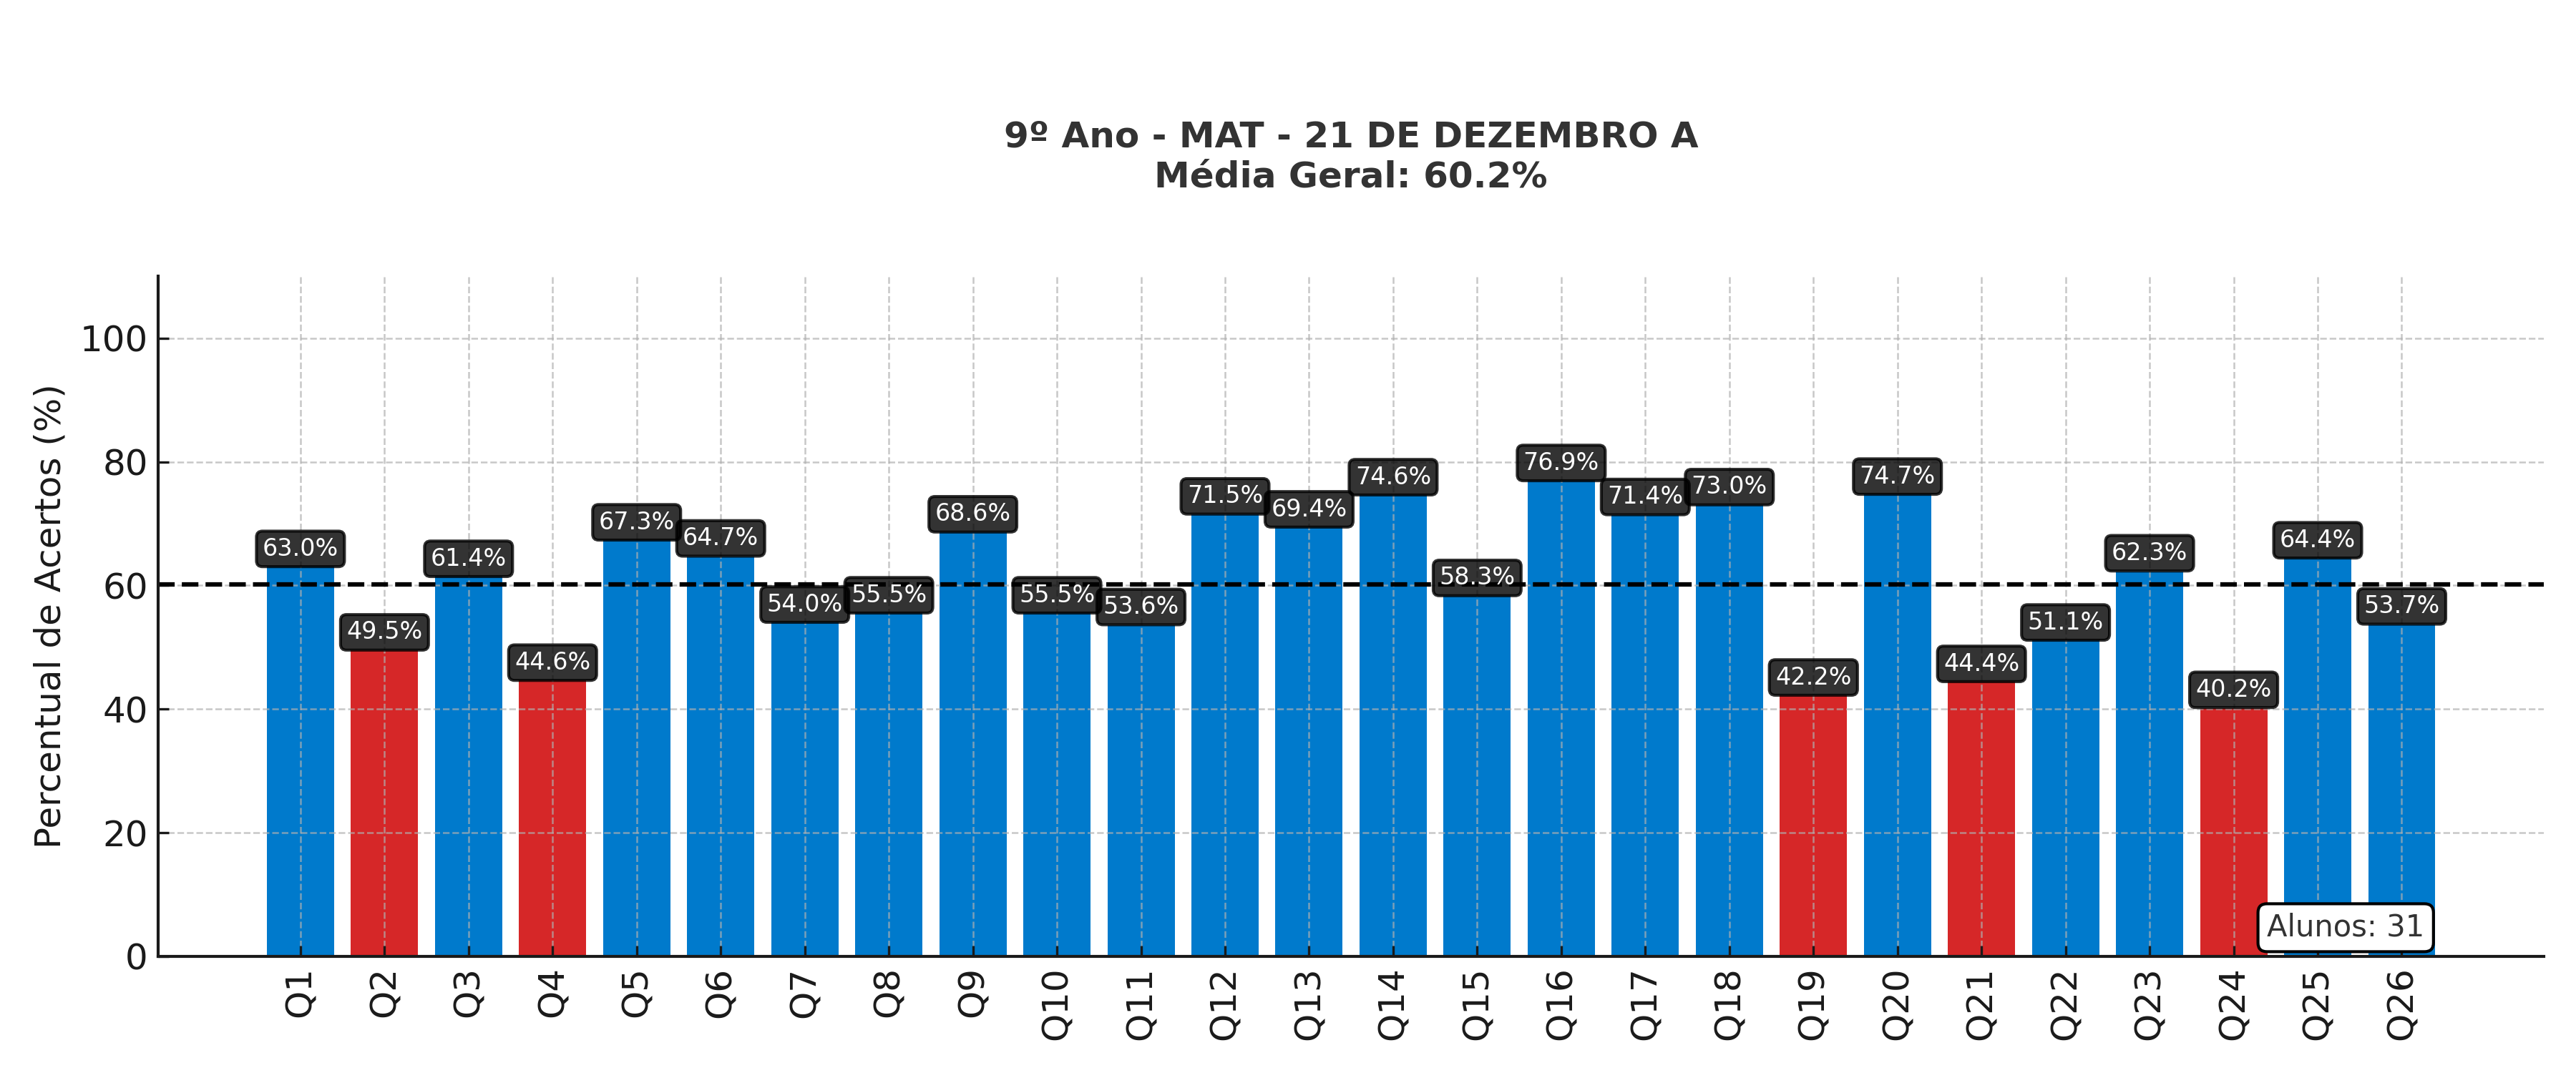 9º Ano - MAT - 21 DE DEZEMBRO A
Média Geral: 60.2%
Percentual de Acertos (%)
100
80
60
40
20
0
63.0%
49.5%
61.4%
44.6%
67.3%
64.7%
54.0%
55.5%
68.6%
55.5%
53.6%
71.5%
69.4%
74.6%
58.3%
76.9%
71.4%
73.0%
42.2%
74.7%
44.4%
51.1%
62.3%
40.2%
64.4%
53.7%
Alunos: 31
Q1
Q2
Q3
Q4
Q5
Q6
Q7
Q8
Q9
Q10
Q11
Q12
Q13
Q14
Q15
Q16
Q17
Q18
Q19
Q20
Q21
Q22
Q23
Q24
Q25
Q26